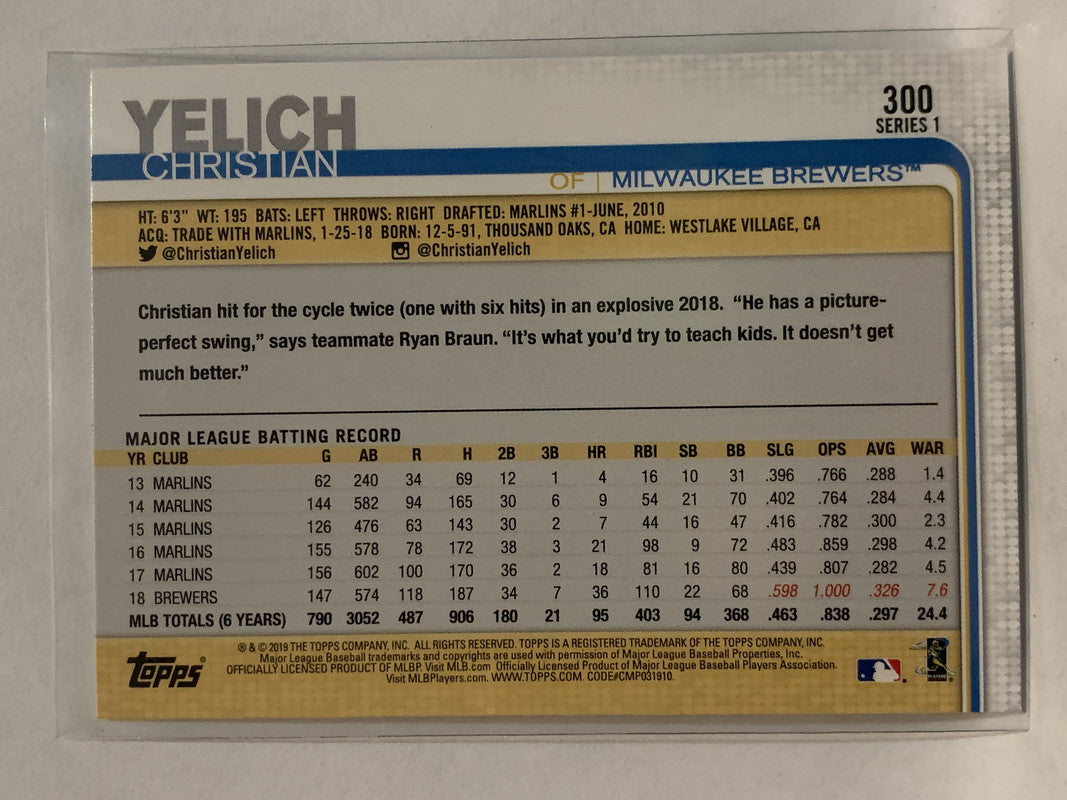 YELICH
CHRISTIAN
300
SERIES 1
OF | MILWAUKEE BREWERS™
HT: 6'3" WT: 195 BATS: LEFT THROWS: RIGHT DRAFTED: MARLINS #1-JUNE, 2010
ACQ: TRADE WITH MARLINS, 1-25-18 BORN: 12-5-91, THOUSAND OAKS, CA HOME: WESTLAKE VILLAGE, CA
@ChristianYelich @ChristianYelich
Christian hit for the cycle twice (one with six hits) in an explosive 2018. “He has a picture-
perfect swing,” says teammate Ryan Braun. “It’s what you’d try to teach kids. It doesn’t get
much better.”
MAJOR LEAGUE BATTING RECORD
YR CLUB G AB R H 2B 3B HR RBI SB BB SLG OPS AVG WAR
13 MARLINS 62 240 34 69 12 1 4 16 10 31 .396 .766 .288 1.4
14 MARLINS 144 582 94 165 30 6 9 54 21 70 .402 .764 .284 4.4
15 MARLINS 126 476 63 143 30 2 7 44 16 47 .416 .782 .300 2.3
16 MARLINS 155 578 78 172 38 3 21 98 9 72 .483 .859 .298 4.2
17 MARLINS 156 602 100 170 36 2 18 81 16 80 .439 .807 .282 4.5
18 BREWERS 147 574 118 187 34 7 36 110 22 68 .598 1.000 .326 7.6
MLB TOTALS (6 YEARS) 790 3052 487 906 180 21 95 403 94 368 .463 .838 .297 24.4
topps®
® & © 2019 THE TOPPS COMPANY, INC. ALL RIGHTS RESERVED. TOPPS IS A REGISTERED TRADEMARK OF THE TOPPS COMPANY, INC.
Major League Baseball trademarks and copyrights are used with permission of Major League Baseball Properties, Inc.
OFFICIALLY LICENSED PRODUCT OF MLBP. Visit MLB.com Officially Licensed Product of Major League Baseball Players Association.
Visit MLBPlayers.com. WWW.TOPPS.COM. CODE#CMP031910.